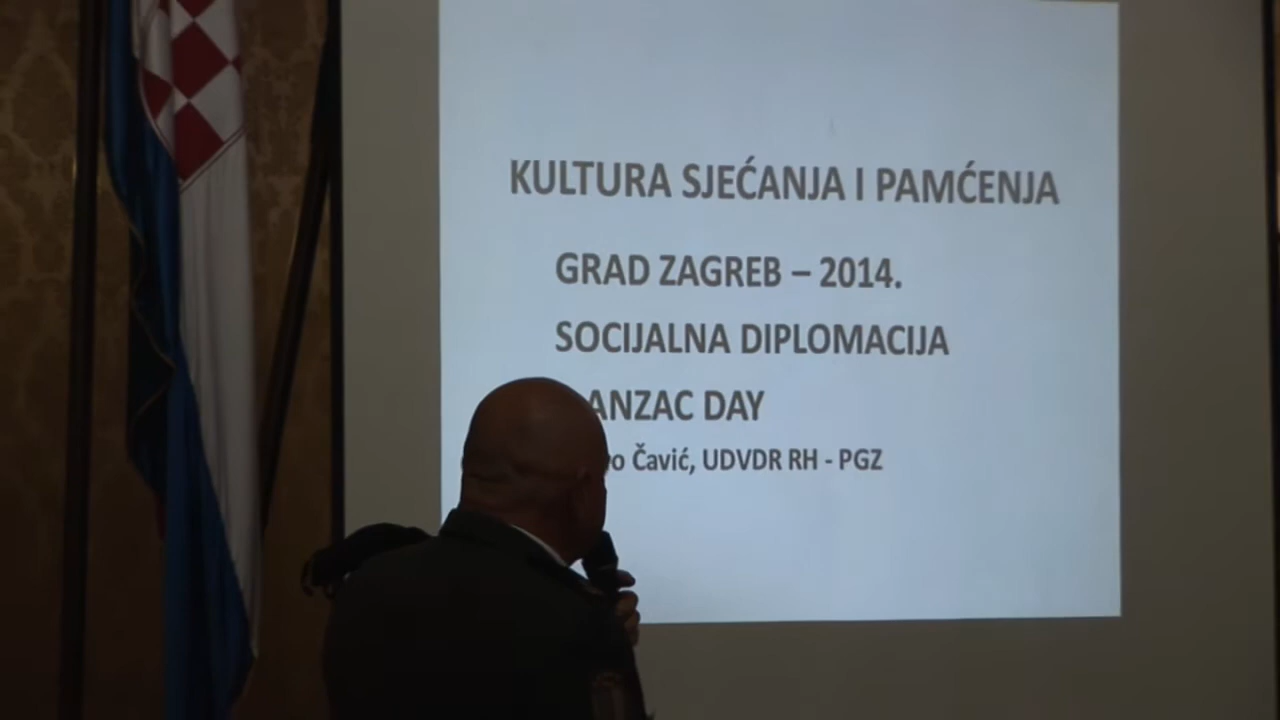 KULTURA SJEĆANJA I PAMĆENJA
GRAD ZAGREB – 2014.
SOCIJALNA DIPLOMACIJA
ANZAC DAY
Čavić, UDVDR RH - PGZ